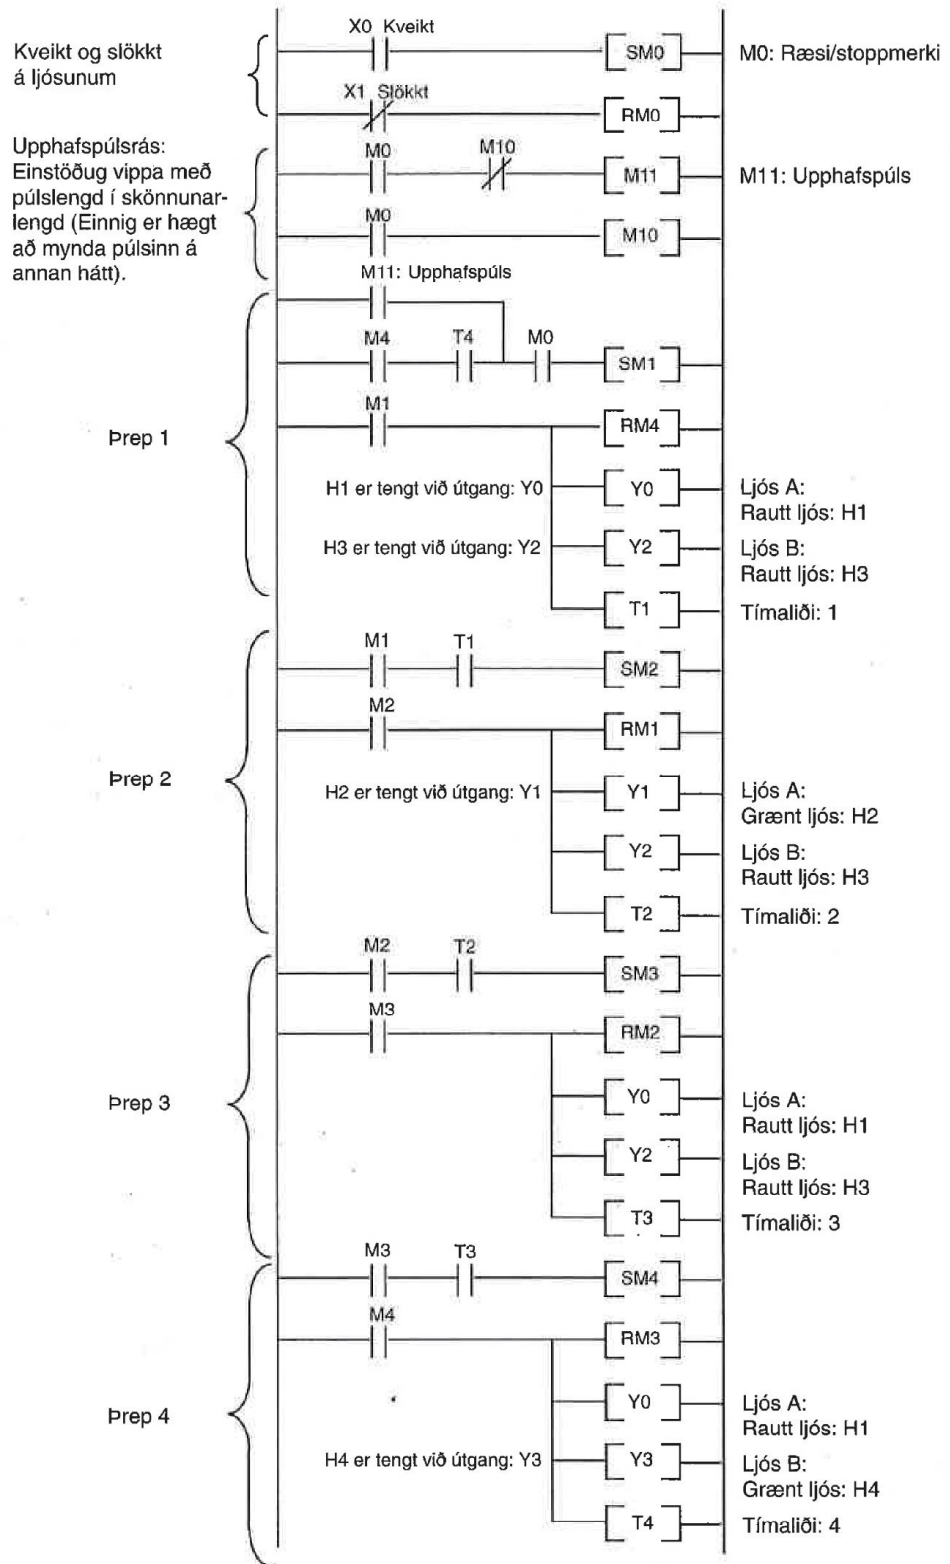 X0 Kveikt
Kveikt og slökkt
á ljósunum
SM0
M0: Ræsi/stoppmerki
X1 Slökkt
RM0
Upphafspúlsrás:
Einstöðug vippa með
púlslengd í skönnunar-
lengd (Einnig er hægt
að mynda púlsinn á
annan hátt).
M0
M10
M11
M11: Upphafspúls
M0
M10
M11: Upphafspúls
M4
T4
M0
SM1
Þrep 1
M1
RM4
H1 er tengt við útgang: Y0
Y0
Ljós A:
Rautt ljós: H1
H3 er tengt við útgang: Y2
Y2
Ljós B:
Rautt ljós: H3
T1
Tímaliði: 1
M1
T1
SM2
M2
RM1
Þrep 2
H2 er tengt við útgang: Y1
Y1
Ljós A:
Grænt ljós: H2
Y2
Ljós B:
Rautt ljós: H3
T2
Tímaliði: 2
M2
T2
SM3
M3
RM2
Þrep 3
Y0
Ljós A:
Rautt ljós: H1
Y2
Ljós B:
Rautt ljós: H3
T3
Tímaliði: 3
M3
T3
SM4
M4
RM3
Þrep 4
Y0
Ljós A:
Rautt ljós: H1
H4 er tengt við útgang: Y3
Y3
Ljós B:
Grænt ljós: H4
T4
Tímaliði: 4